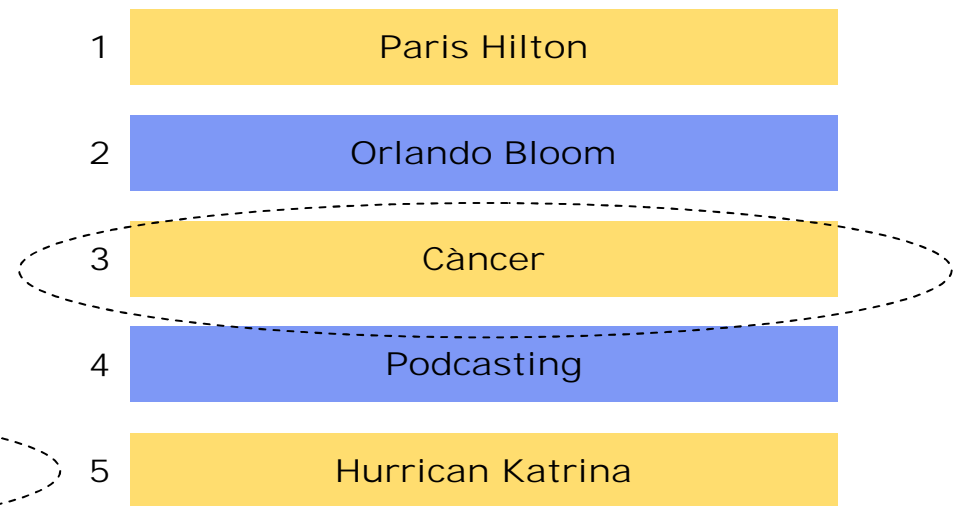 1 Paris Hilton
2 Orlando Bloom
3 Càncer
4 Podcasting
5 Hurrican Katrina